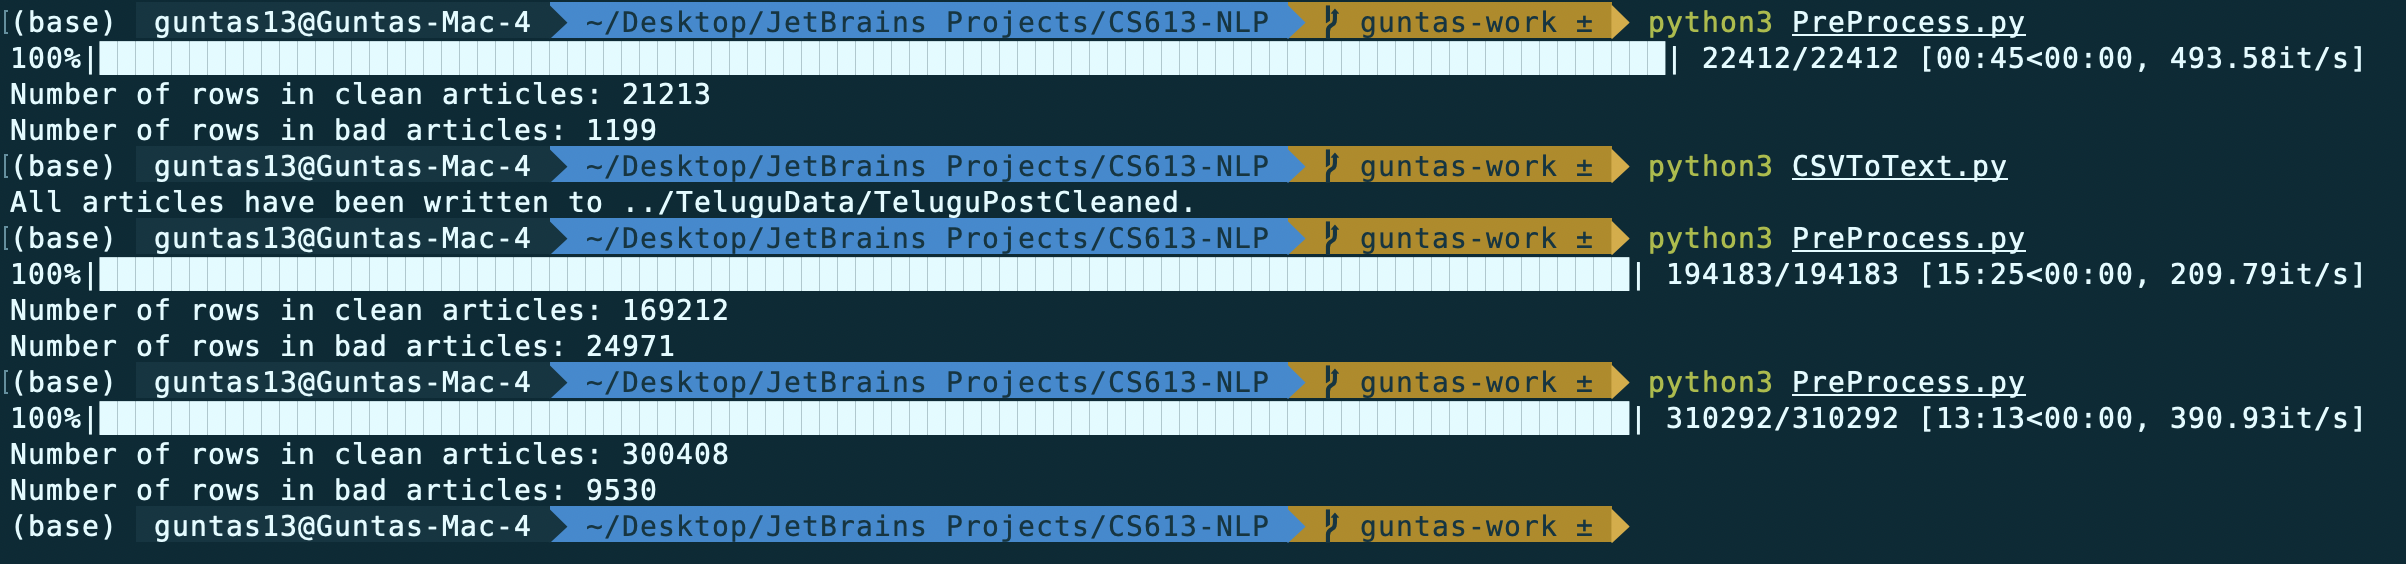 (base) guntas13@Guntas-Mac-4 ~/Desktop/JetBrains Projects/CS613-NLP guntas-work ± python3 PreProcess.py
100%| | 22412/22412 [00:45<00:00, 493.58it/s]
Number of rows in clean articles: 21213
Number of rows in bad articles: 1199
(base) guntas13@Guntas-Mac-4 ~/Desktop/JetBrains Projects/CS613-NLP guntas-work ± python3 CSVToText.py
All articles have been written to ../TeluguData/TeluguPostCleaned.
(base) guntas13@Guntas-Mac-4 ~/Desktop/JetBrains Projects/CS613-NLP guntas-work ± python3 PreProcess.py
100%| | 194183/194183 [15:25<00:00, 209.79it/s]
Number of rows in clean articles: 169212
Number of rows in bad articles: 24971
(base) guntas13@Guntas-Mac-4 ~/Desktop/JetBrains Projects/CS613-NLP guntas-work ± python3 PreProcess.py
100%| | 310292/310292 [13:13<00:00, 390.93it/s]
Number of rows in clean articles: 300408
Number of rows in bad articles: 9530
(base) guntas13@Guntas-Mac-4 ~/Desktop/JetBrains Projects/CS613-NLP guntas-work ±